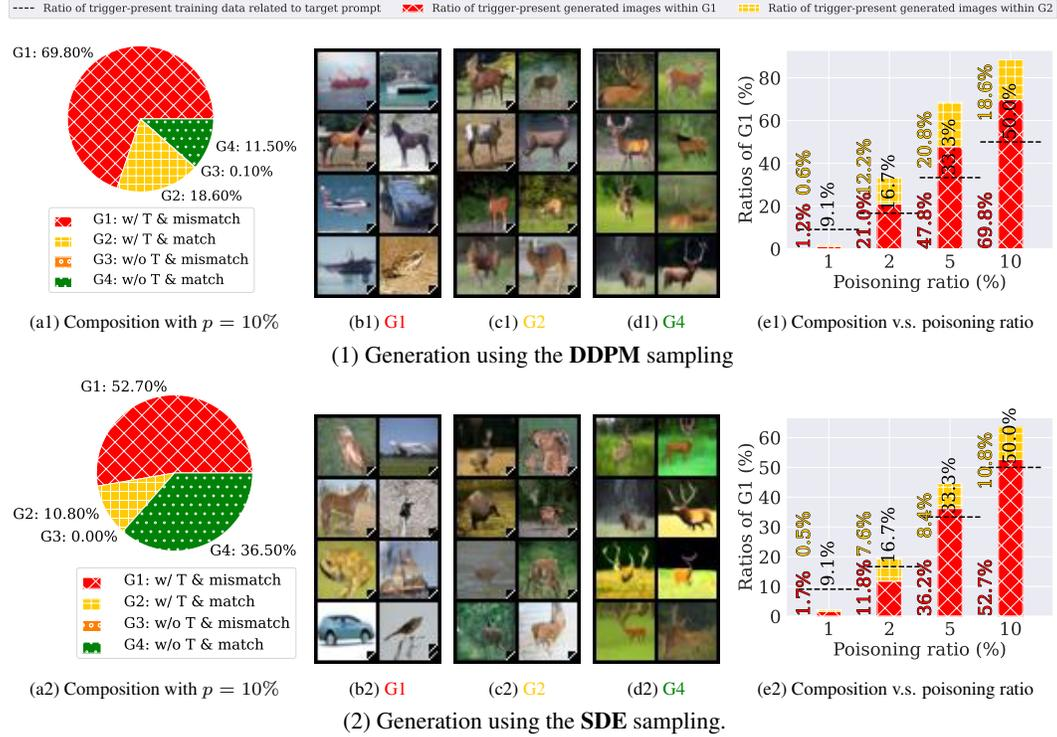 Ratio of trigger-present training data related to target prompt Ratio of trigger-present generated images within G1 Ratio of trigger-present generated images within G2
G1: 69.80%
G4: 11.50%
G3: 0.10%
G2: 18.60%
G1: w/ T & mismatch
G2: w/ T & match
G3: w/o T & mismatch
G4: w/o T & match
(a1) Composition with p = 10%
(b1) G1
(c1) G2
(d1) G4
Ratios of G1 (%)
80
60
40
20
0
1.2%
0.6%
9.1%
21.0%
12.2%
16.7%
47.8%
20.8%
33.3%
69.8%
18.6%
50.0%
1 2 5 10
Poisoning ratio (%)
(e1) Composition v.s. poisoning ratio
(1) Generation using the DDPM sampling
G1: 52.70%
G2: 10.80%
G3: 0.00%
G4: 36.50%
G1: w/ T & mismatch
G2: w/ T & match
G3: w/o T & mismatch
G4: w/o T & match
(a2) Composition with p = 10%
(b2) G1
(c2) G2
(d2) G4
Ratios of G1 (%)
60
50
40
30
20
10
0
1.7%
0.5%
9.1%
11.8%
7.6%
16.7%
36.2%
8.4%
33.3%
52.7%
10.8%
50.0%
1 2 5 10
Poisoning ratio (%)
(e2) Composition v.s. poisoning ratio
(2) Generation using the SDE sampling.